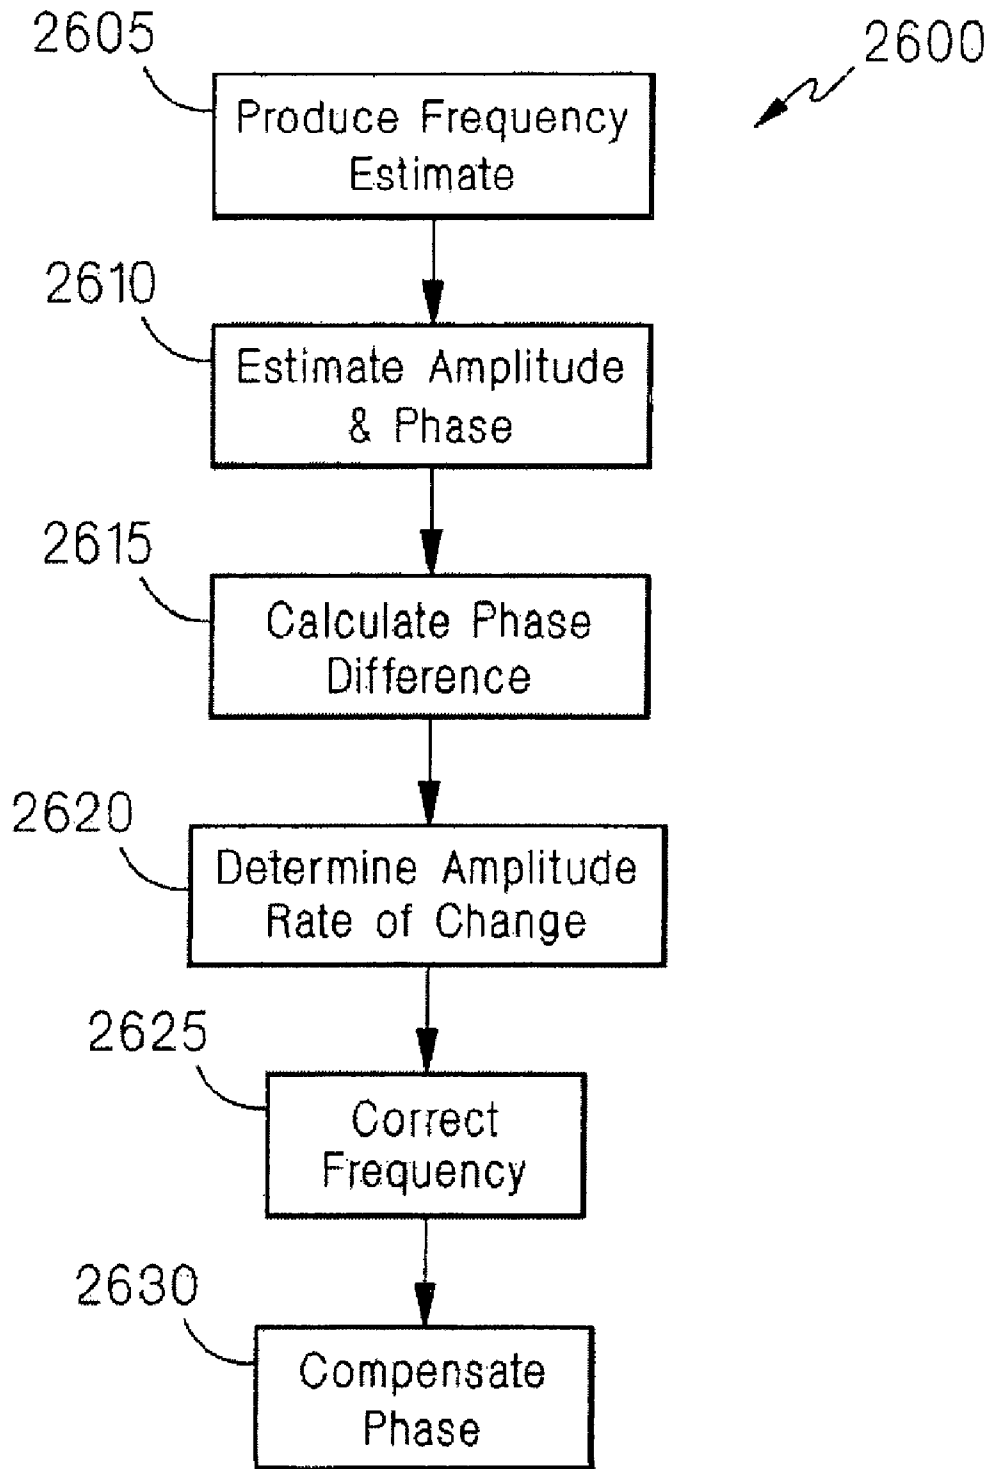 2605
2600
Produce Frequency
Estimate
2610
Estimate Amplitude
& Phase
2615
Calculate Phase
Difference
2620
Determine Amplitude
Rate of Change
2625
Correct
Frequency
2630
Compensate
Phase